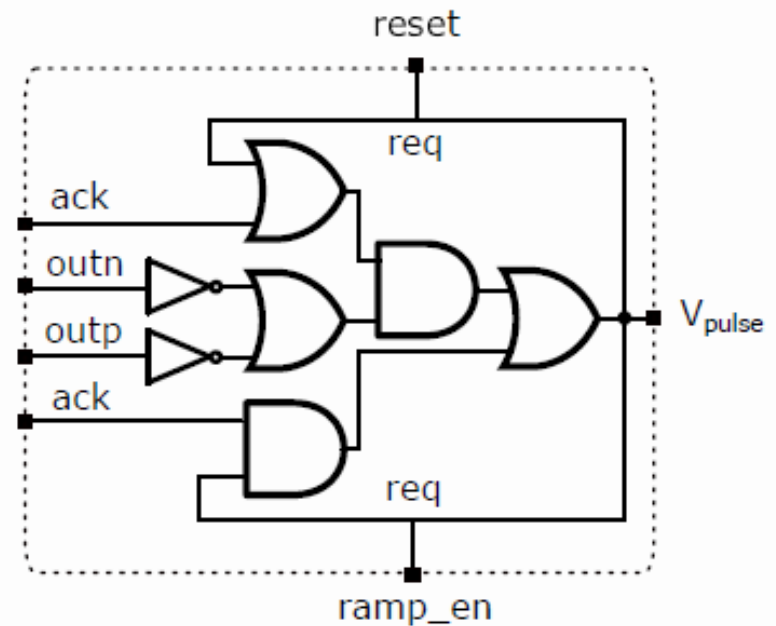 reset
req
ack
outn
outp
ack
req
Vpulse
ramp_en